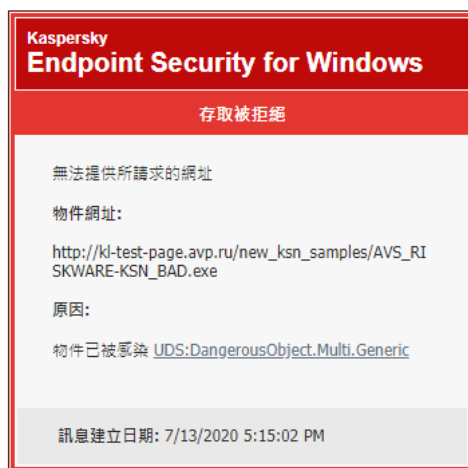 Kaspersky
Endpoint Security for Windows
存取被拒絕
無法提供所請求的網址
物件網址:
http://kl-test-page.avp.ru/new_ksn_samples/AVS_RI
SKWARE-KSN_BAD.exe
原因:
物件已被感染 UDS:DangerousObject.Multi.Generic
訊息建立日期: 7/13/2020 5:15:02 PM